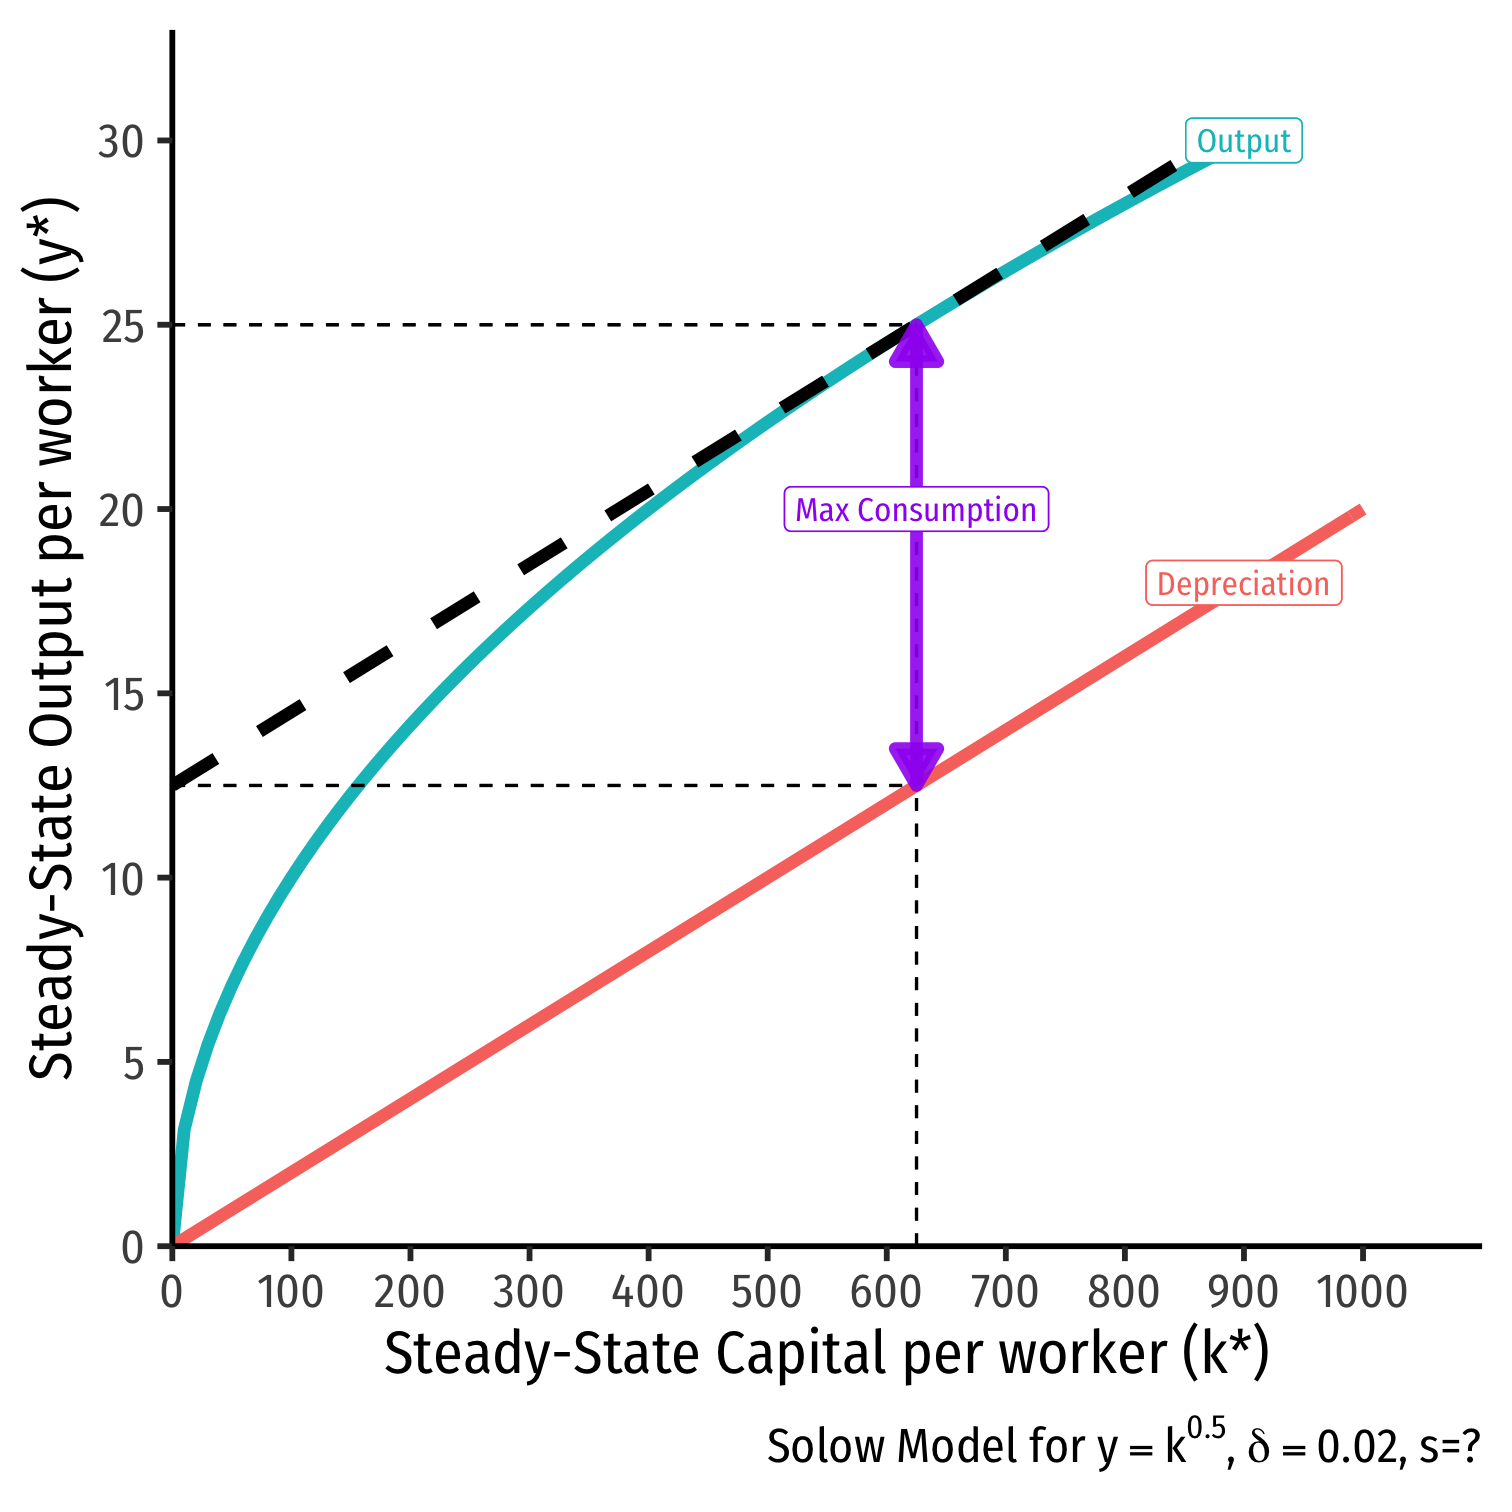 Steady-State Output per worker (y*)
30
25
20
15
10
5
0
Output
Max Consumption
Depreciation
0 100 200 300 400 500 600 700 800 900 1000
Steady-State Capital per worker (k*)
Solow Model for y = k^0.5, δ = 0.02, s=?